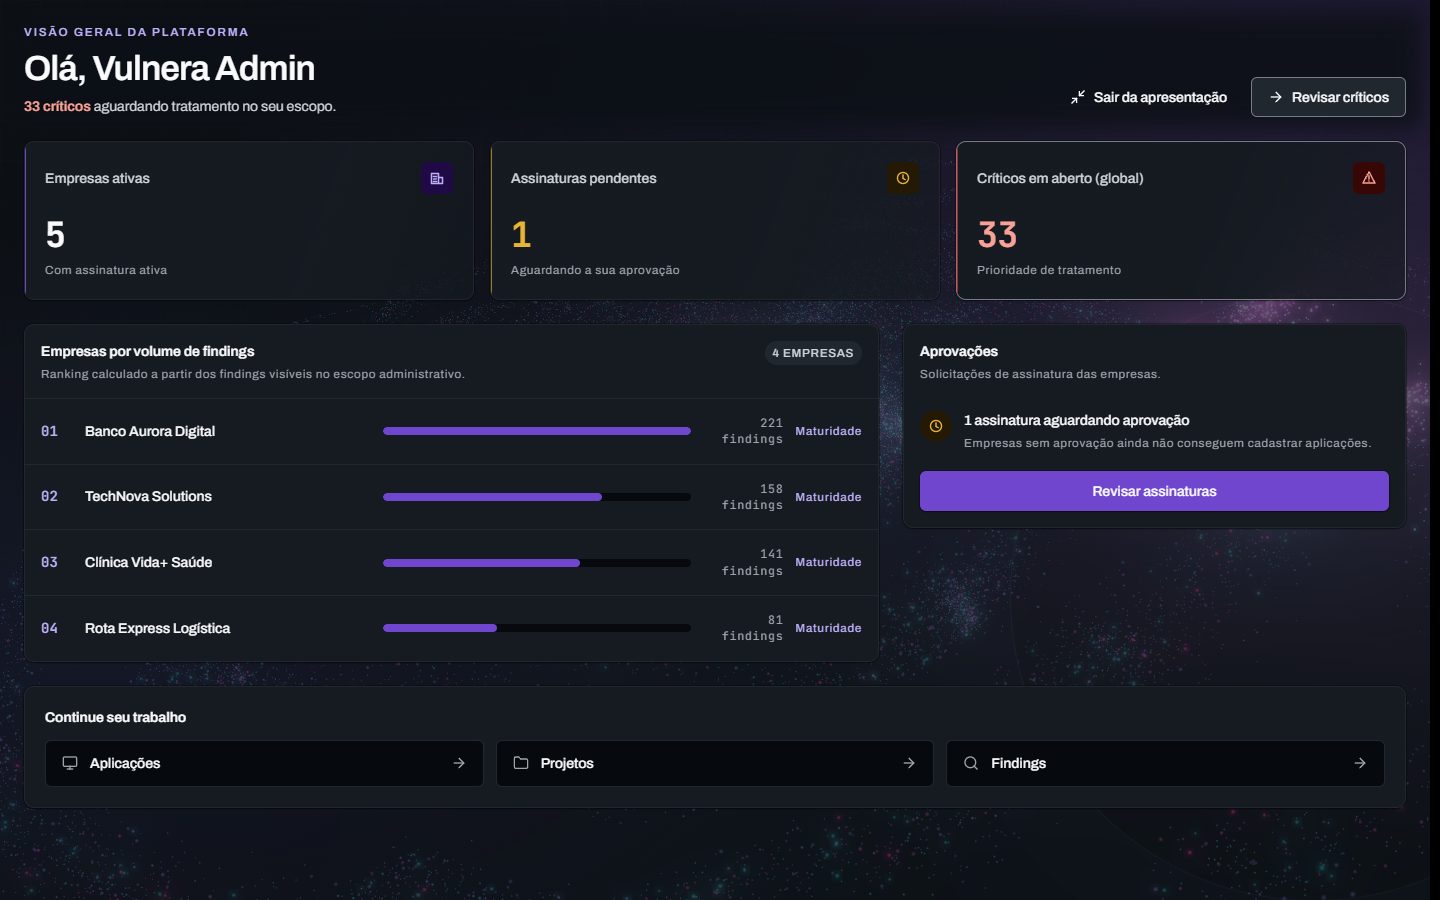 VISÃO GERAL DA PLATAFORMA
Olá, Vulnera Admin
33 críticos aguardando tratamento no seu escopo.
Sair da apresentação
Revisar críticos
Empresas ativas
5
Com assinatura ativa
Assinaturas pendentes
1
Aguardando a sua aprovação
Críticos em aberto (global)
33
Prioridade de tratamento
Empresas por volume de findings
4 EMPRESAS
Ranking calculado a partir dos findings visíveis no escopo administrativo.
01 Banco Aurora Digital
221
findings
Maturidade
02 TechNova Solutions
158
findings
Maturidade
03 Clínica Vida+ Saúde
141
findings
Maturidade
04 Rota Express Logística
81
findings
Maturidade
Aprovações
Solicitações de assinatura das empresas.
1 assinatura aguardando aprovação
Empresas sem aprovação ainda não conseguem cadastrar aplicações.
Revisar assinaturas
Continue seu trabalho
Aplicações
Projetos
Findings